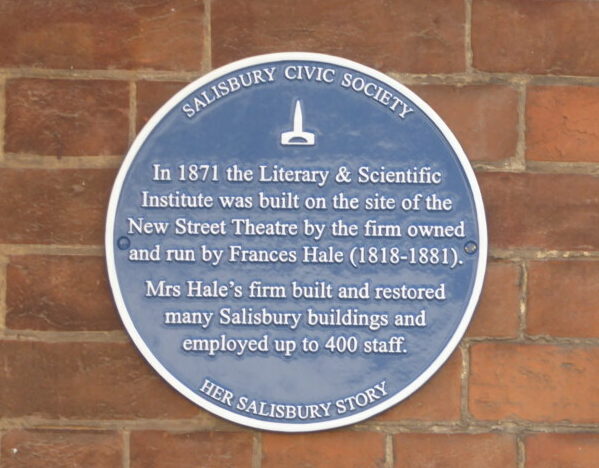 SALISBURY CIVIC SOCIETY
In 1871 the Literary & Scientific
Institute was built on the site of the
New Street Theatre by the firm owned
and run by Frances Hale (1818-1881).
Mrs Hale's firm built and restored
many Salisbury buildings and
employed up to 400 staff.
HER SALISBURY STORY